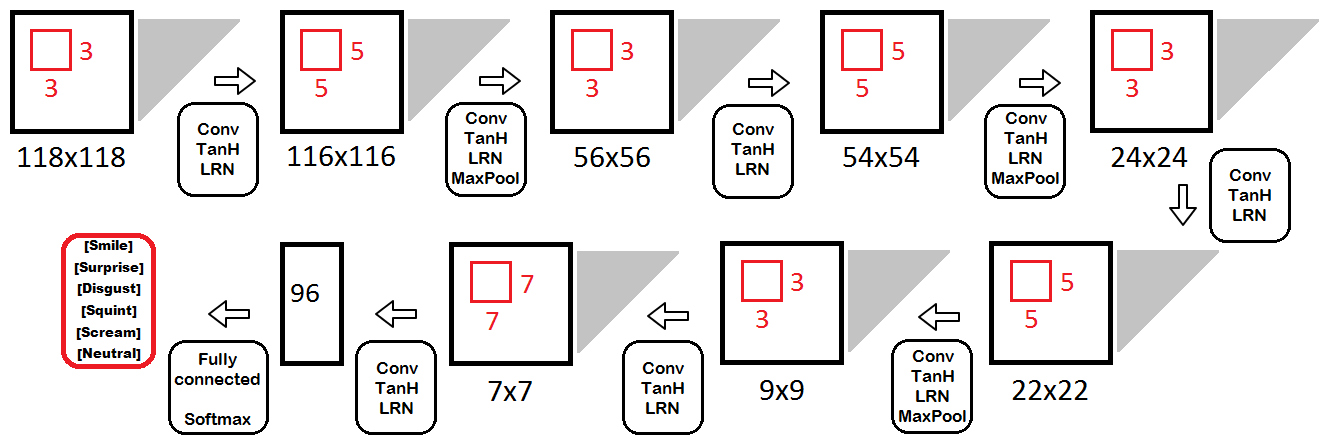 3
3
118x118
Conv
TanH
LRN
5
5
116x116
Conv
TanH
LRN
MaxPool
3
3
56x56
Conv
TanH
LRN
5
5
54x54
Conv
TanH
LRN
MaxPool
3
3
24x24
Conv
TanH
LRN
5
5
22x22
Conv
TanH
LRN
MaxPool
3
3
9x9
Conv
TanH
LRN
7
7
7x7
Conv
TanH
LRN
96
Fully
connected
Softmax
[Smile]
[Surprise]
[Disgust]
[Squint]
[Scream]
[Neutral]